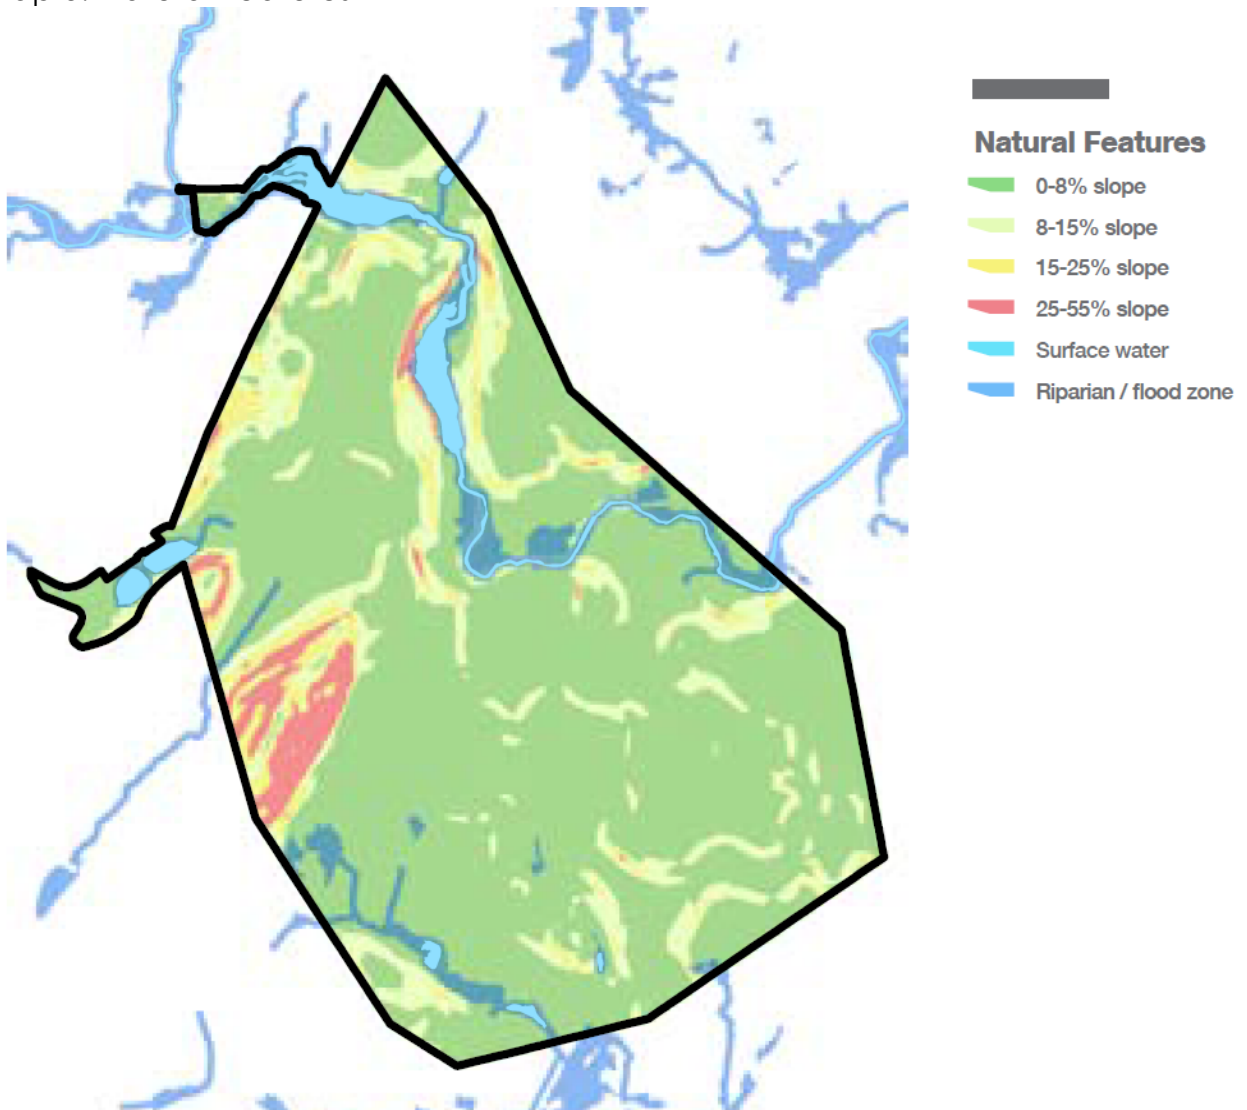 Natural Features
0-8% slope
8-15% slope
15-25% slope
25-55% slope
Surface water
Riparian / flood zone